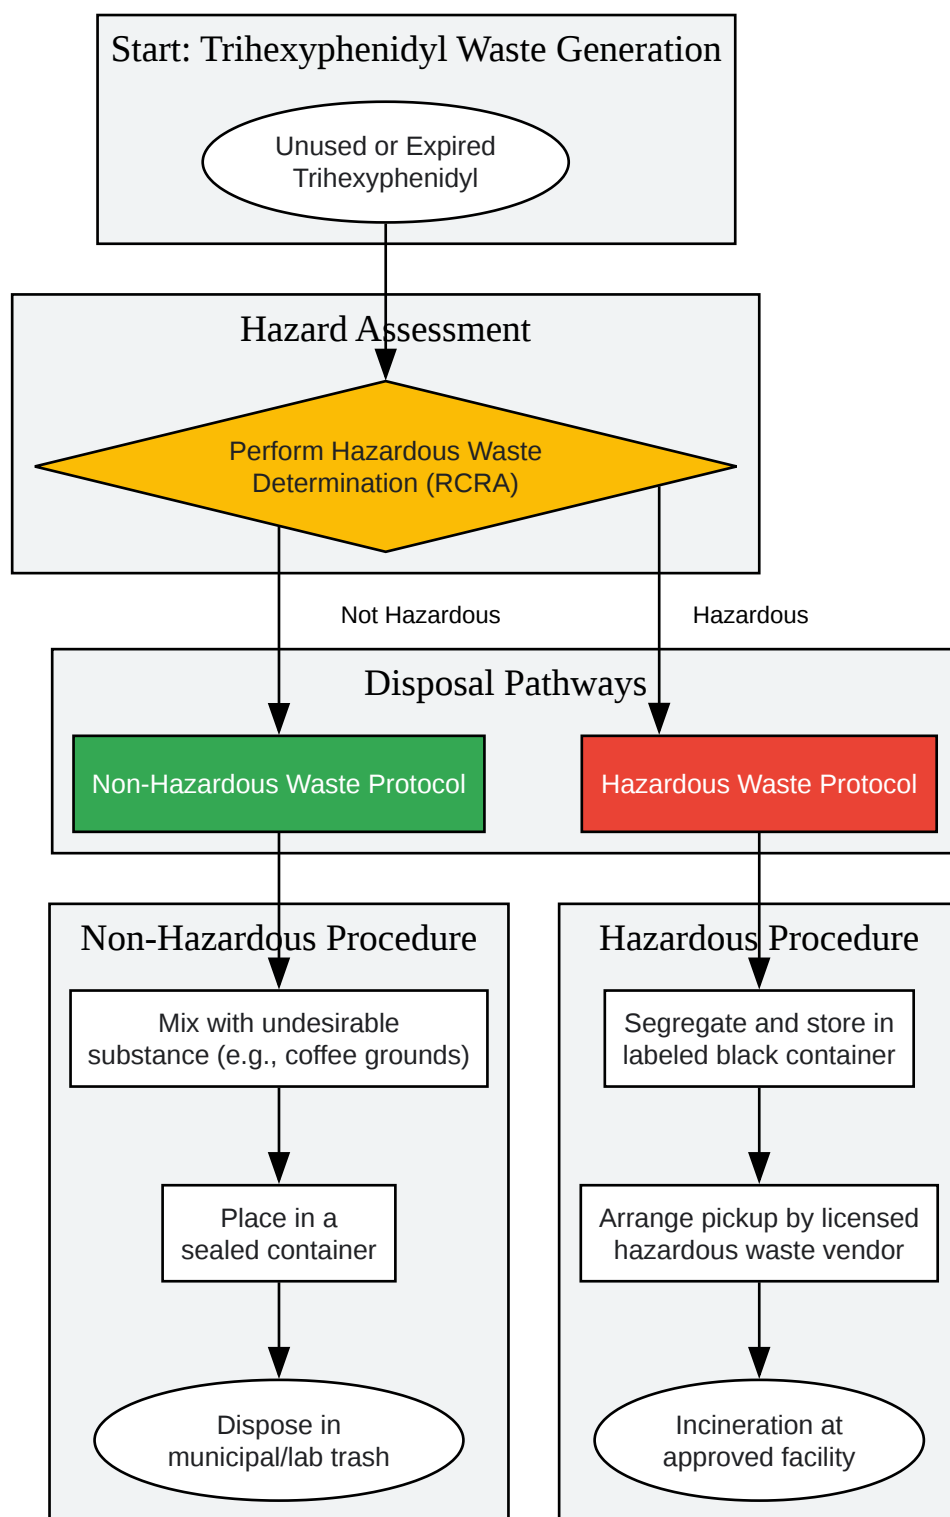 Start: Trihexyphenidyl Waste Generation
Unused or Expired
Trihexyphenidyl
Hazard Assessment
Perform Hazardous Waste
Determination (RCRA)
Not Hazardous
Hazardous
Disposal Pathways
Non-Hazardous Waste Protocol
Hazardous Waste Protocol
Non-Hazardous Procedure
Mix with undesirable
substance (e.g., coffee grounds)
Place in a
sealed container
Dispose in
municipal/lab trash
Hazardous Procedure
Segregate and store in
labeled black container
Arrange pickup by licensed
hazardous waste vendor
Incineration at
approved facility